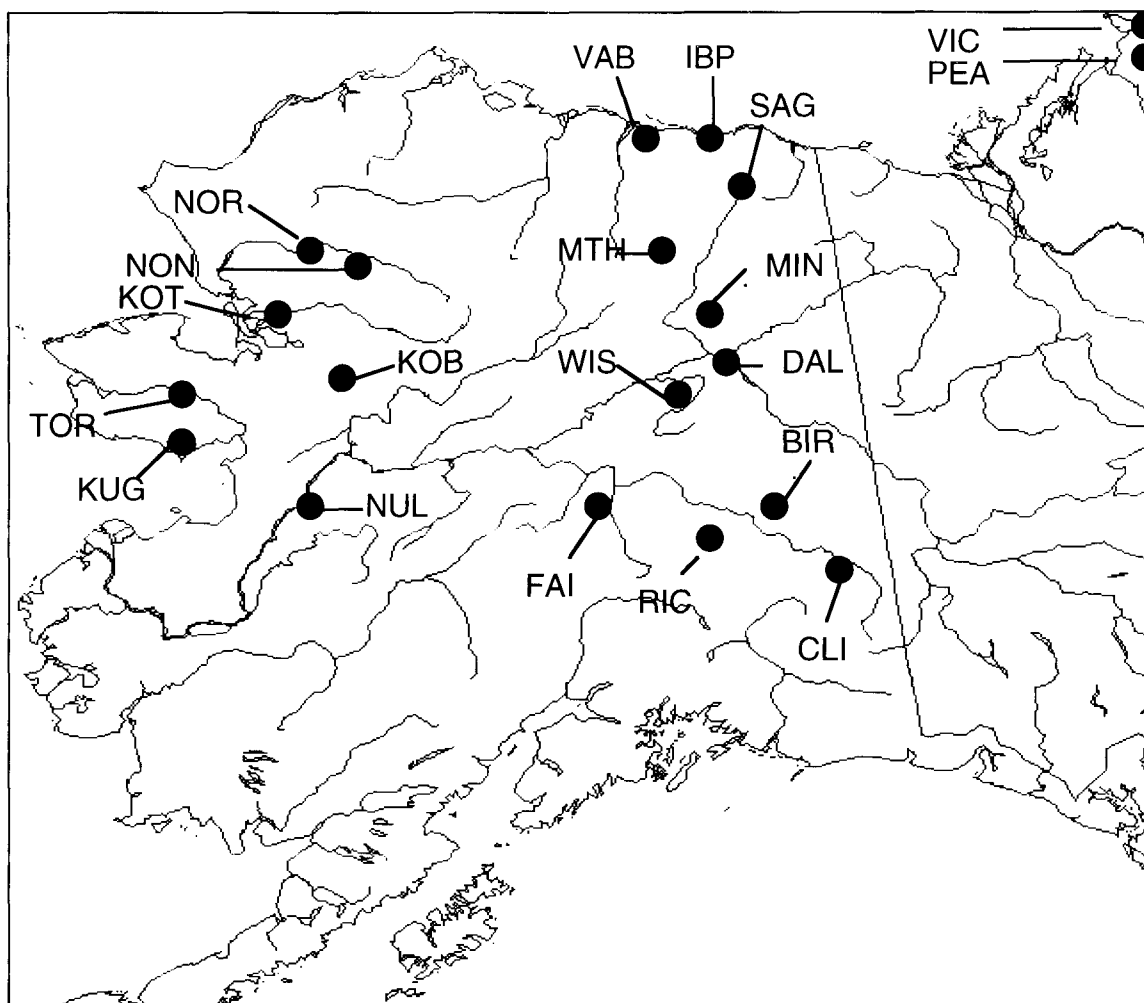 VIC
PEA
VAB
IBP
SAG
NOR
NON
MTH
MIN
KOT
KOB
WIS
DAL
TOR
BIR
KUG
NUL
FAI
RIC
CLI